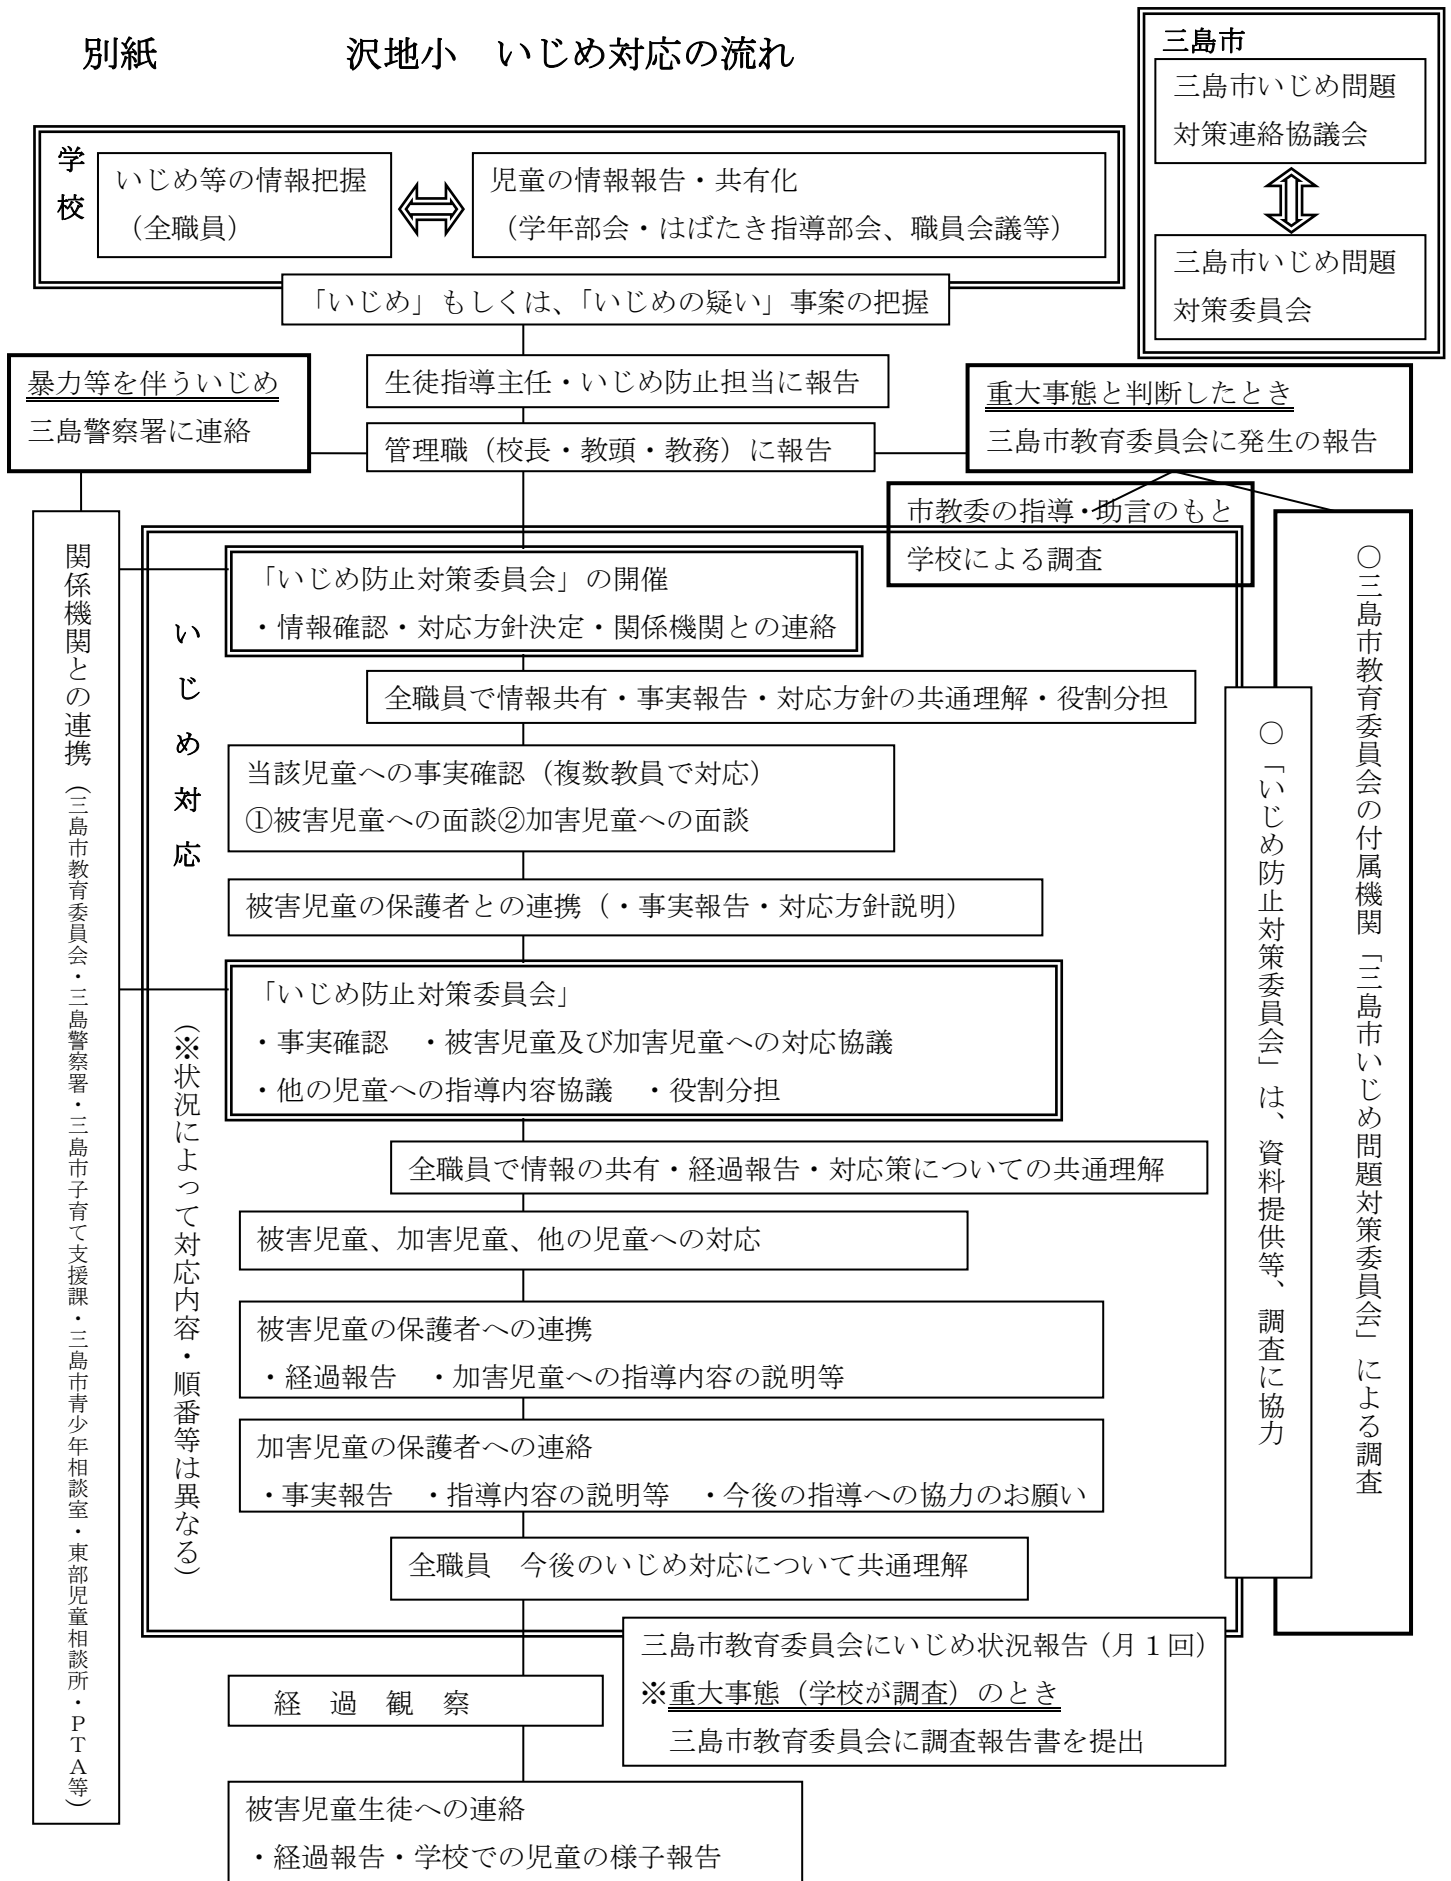 別紙　沢地小　いじめ対応の流れ
三島市
三島市いじめ問題
対策連絡協議会
三島市いじめ問題
対策委員会
学校
いじめ等の情報把握
（全職員）
児童の情報報告・共有化
（学年部会・はばたき指導部会、職員会議等）
「いじめ」もしくは、「いじめの疑い」事案の把握
生徒指導主任・いじめ防止担当に報告
管理職（校長・教頭・教務）に報告
暴力等を伴ういじめ
三島警察署に連絡
重大事態と判断したとき
三島市教育委員会に発生の報告
市教委の指導・助言のもと
学校による調査
関係機関との連携（三島市教育委員会・三島警察署・三島市子育て支援課・三島市青少年相談室・東部児童相談所・PTA等）
いじめ対応
（※状況によって対応内容・順番等は異なる）
「いじめ防止対策委員会」の開催
・情報確認・対応方針決定・関係機関との連絡
全職員で情報共有・事実報告・対応方針の共通理解・役割分担
当該児童への事実確認（複数教員で対応）
①被害児童への面談②加害児童への面談
被害児童の保護者との連携（・事実報告・対応方針説明）
「いじめ防止対策委員会」
・事実確認　・被害児童及び加害児童への対応協議
・他の児童への指導内容協議　・役割分担
全職員で情報の共有・経過報告・対応策についての共通理解
被害児童、加害児童、他の児童への対応
被害児童の保護者への連携
・経過報告　・加害児童への指導内容の説明等
加害児童の保護者への連絡
・事実報告　・指導内容の説明等　・今後の指導への協力のお願い
全職員　今後のいじめ対応について共通理解
○三島市教育委員会の付属機関「三島市いじめ問題対策委員会」による調査
○「いじめ防止対策委員会」は、資料提供等、調査に協力
三島市教育委員会にいじめ状況報告（月１回）
※重大事態（学校が調査）のとき
三島市教育委員会に調査報告書を提出
経　過　観　察
被害児童生徒への連絡
・経過報告・学校での児童の様子報告